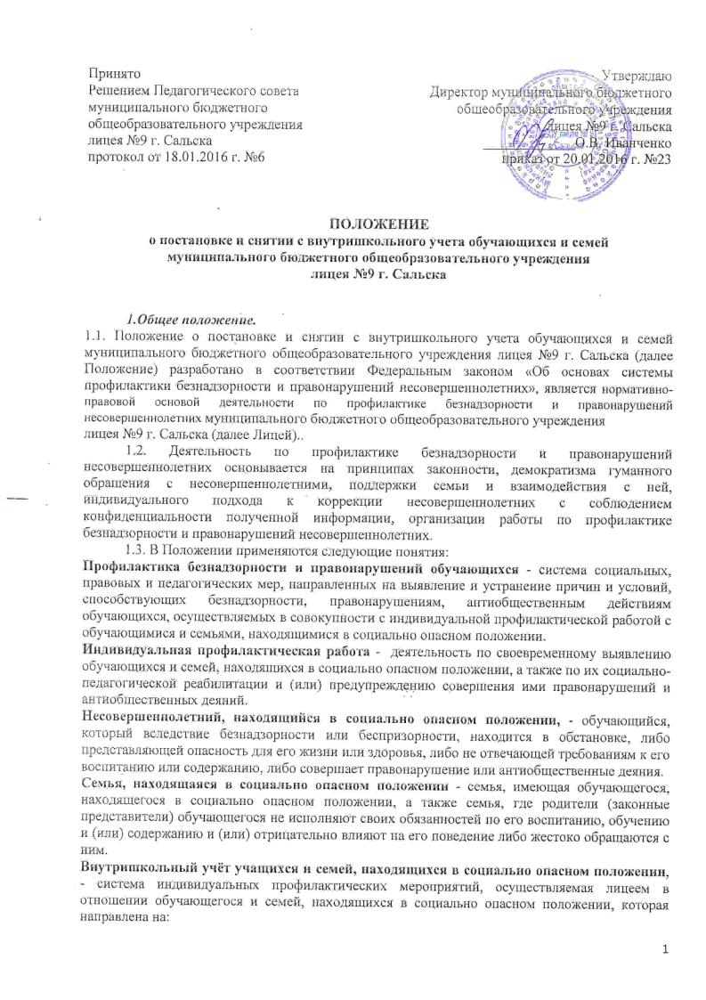 Принято
Решением Педагогического совета
муниципального бюджетного
общеобразовательного учреждения
лицея №9 г. Сальска
протокол от 18.01.2016 г. №6
Утверждаю
Директор муниципального бюджетного
общеобразовательного учреждения
лицея №9 г. Сальска
О.В. Иванченко
приказ от 20.01.2016 г. №23
ПОЛОЖЕНИЕ
о постановке и снятии с внутришкольного учета обучающихся и семей
муниципального бюджетного общеобразовательного учреждения
лицея №9 г. Сальска
1.Общее положение.
1.1. Положение о постановке и снятии с внутришкольного учета обучающихся и семей
муниципального бюджетного общеобразовательного учреждения лицея №9 г. Сальска (далее
Положение) разработано в соответствии Федеральным законом «Об основах системы
профилактики безнадзорности и правонарушений несовершеннолетних», является нормативно-
правовой основой деятельности по профилактике безнадзорности и правонарушений
несовершеннолетних муниципального бюджетного общеобразовательного учреждения
лицея №9 г. Сальска (далее Лицей)..
1.2. Деятельность по профилактике безнадзорности и правонарушений
несовершеннолетних основывается на принципах законности, демократизма гуманного
обращения с несовершеннолетними, поддержки семьи и взаимодействия с ней,
индивидуального подхода к коррекции несовершеннолетних с соблюдением
конфиденциальности полученной информации, организации работы по профилактике
безнадзорности и правонарушений несовершеннолетних.
1.3. В Положении применяются следующие понятия:
Профилактика безнадзорности и правонарушений обучающихся - система социальных,
правовых и педагогических мер, направленных на выявление и устранение причин и условий,
способствующих безнадзорности, правонарушениям, антиобщественным действиям
обучающихся, осуществляемых в совокупности с индивидуальной профилактической работой с
обучающимися и семьями, находящимися в социально опасном положении.
Индивидуальная профилактическая работа - деятельность по своевременному выявлению
обучающихся и семей, находящихся в социально опасном положении, а также по их социально-
педагогической реабилитации и (или) предупреждению совершения ими правонарушений и
антиобщественных деяний.
Несовершеннолетний, находящийся в социально опасном положении, - обучающийся,
который вследствие безнадзорности или беспризорности, находится в обстановке, либо
представляющей опасность для его жизни или здоровья, либо не отвечающей требованиям к его
воспитанию или содержанию, либо совершает правонарушение или антиобщественные деяния.
Семья, находящаяся в социально опасном положении - семья, имеющая обучающегося,
находящегося в социально опасном положении, а также семья, где родители (законные
представители) обучающегося не исполняют своих обязанностей по его воспитанию, обучению
и (или) содержанию и (или) отрицательно влияют на его поведение либо жестоко обращаются с
ним.
Внутришкольный учёт учащихся и семей, находящихся в социально опасном положении,
- система индивидуальных профилактических мероприятий, осуществляемая лицеем в
отношении обучающегося и семей, находящихся в социально опасном положении, которая
направлена на:
1